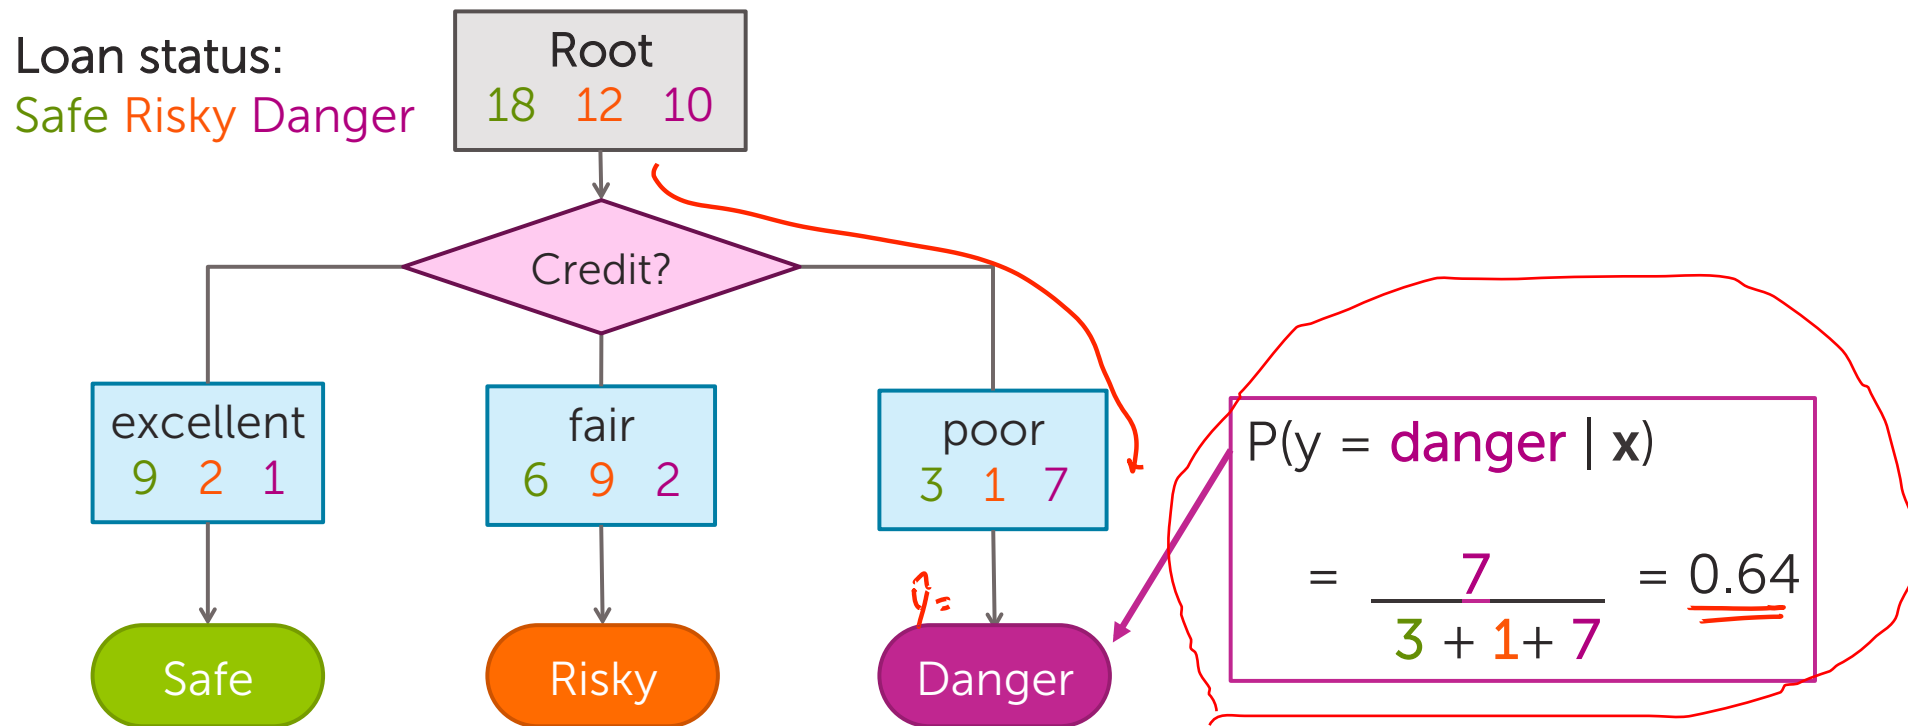 Loan status:
Safe Risky Danger
Root
18 12 10
Credit?
excellent
9 2 1
fair
6 9 2
poor
3 1 7
P(y = danger | x)
= 7 = 0.64
3 + 1+ 7
ŷ=
Safe
Risky
Danger